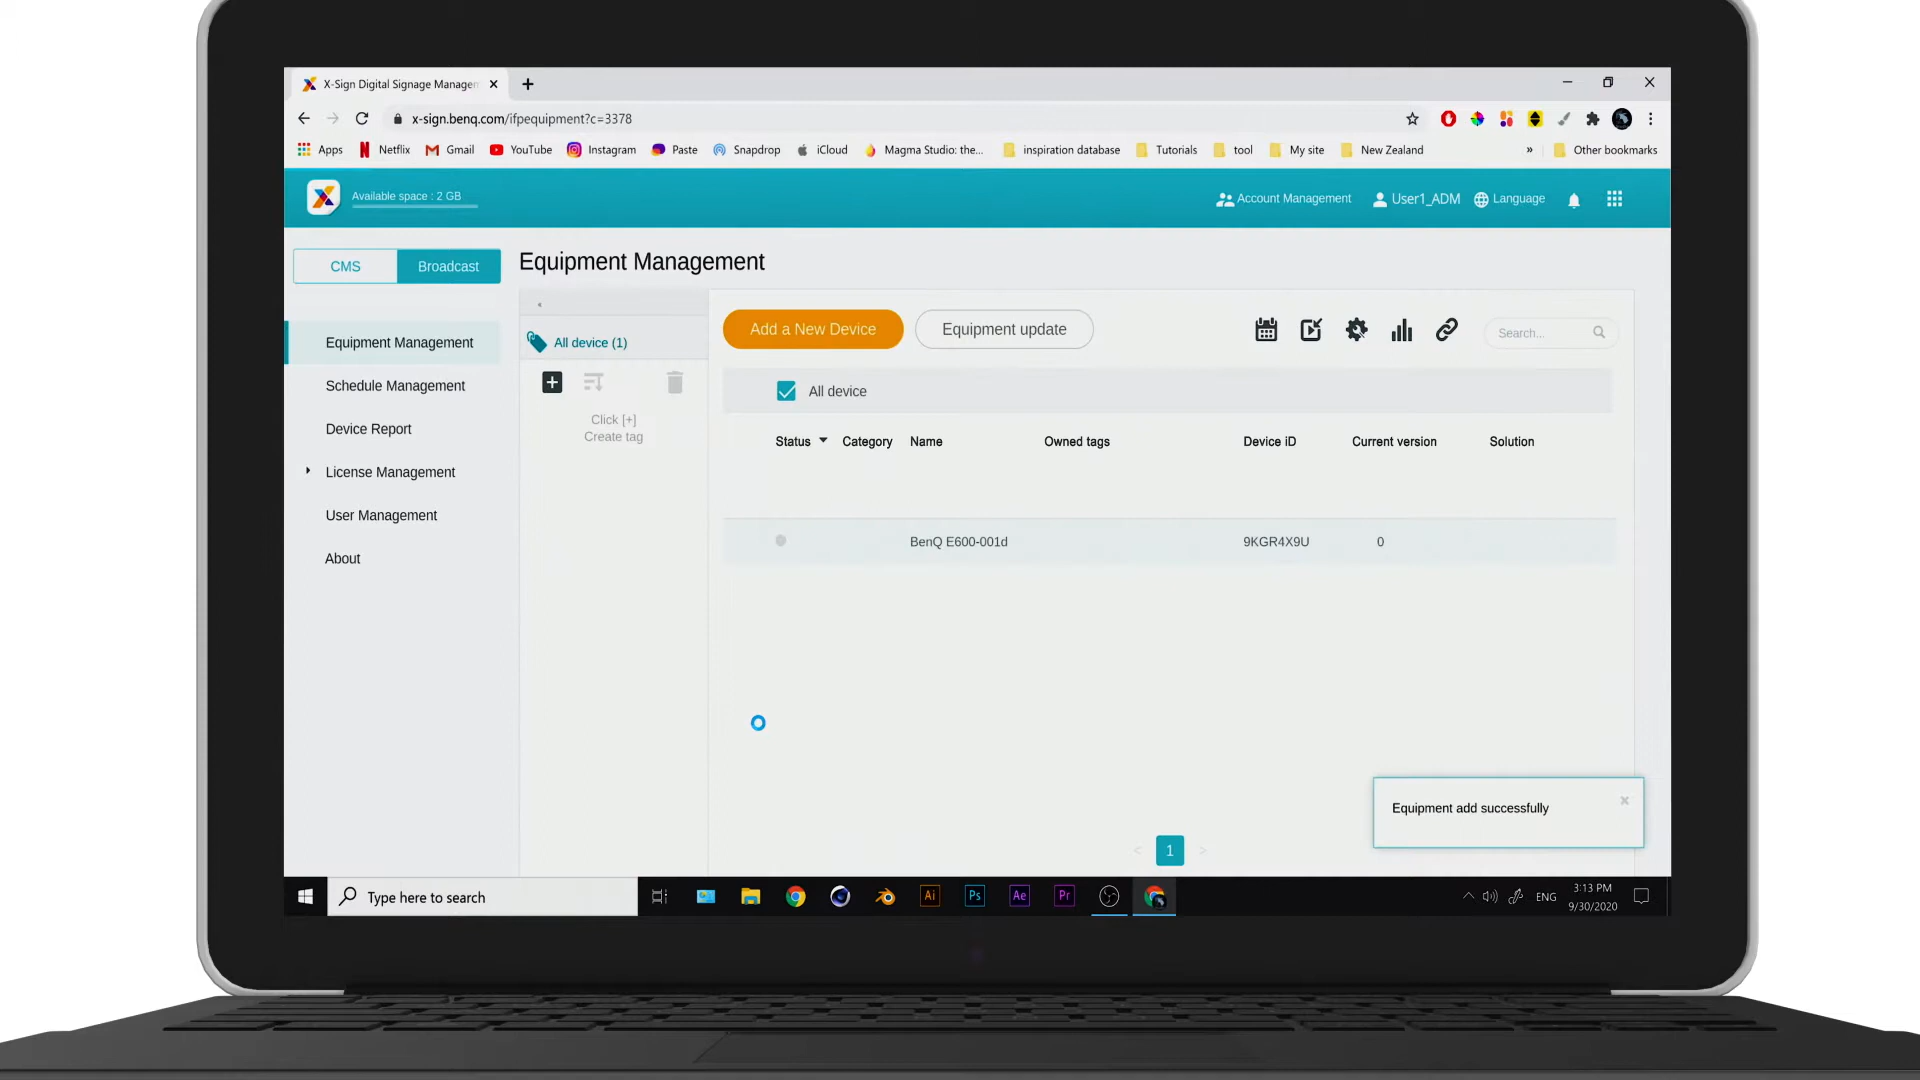 X-Sign Digital Signage Managem
x-sign.benq.com/ifpequipment?c=3378
Apps Netflix Gmail YouTube Instagram Paste Snapdrop iCloud Magma Studio: the... inspiration database Tutorials tool My site New Zealand » Other bookmarks
Available space : 2 GB
Account Management User1_ADM Language
CMS Broadcast
Equipment Management
Equipment Management
Schedule Management
Device Report
License Management
User Management
About
All device (1)
Click [+]
Create tag
Add a New Device Equipment update Search...
All device
Status Category Name Owned tags Device iD Current version Solution
BenQ E600-001d 9KGR4X9U 0
Equipment add successfully
< 1 >
Type here to search
Ai Ps Ae Pr
ENG
3:13 PM
9/30/2020